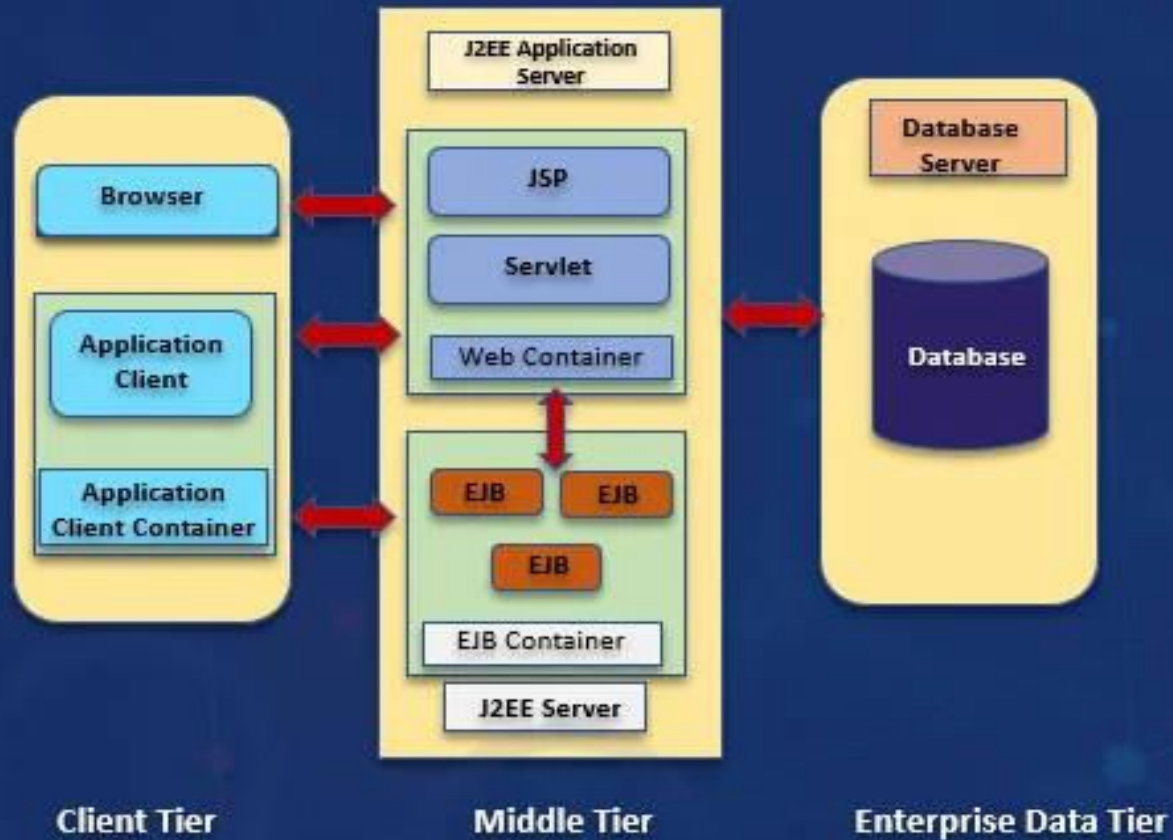 J2EE Application
Server
Browser
Application
Client
Application
Client Container
JSP
Servlet
Web Container
EJB
EJB
EJB
EJB Container
J2EE Server
Database
Server
Database
Client Tier
Middle Tier
Enterprise Data Tier